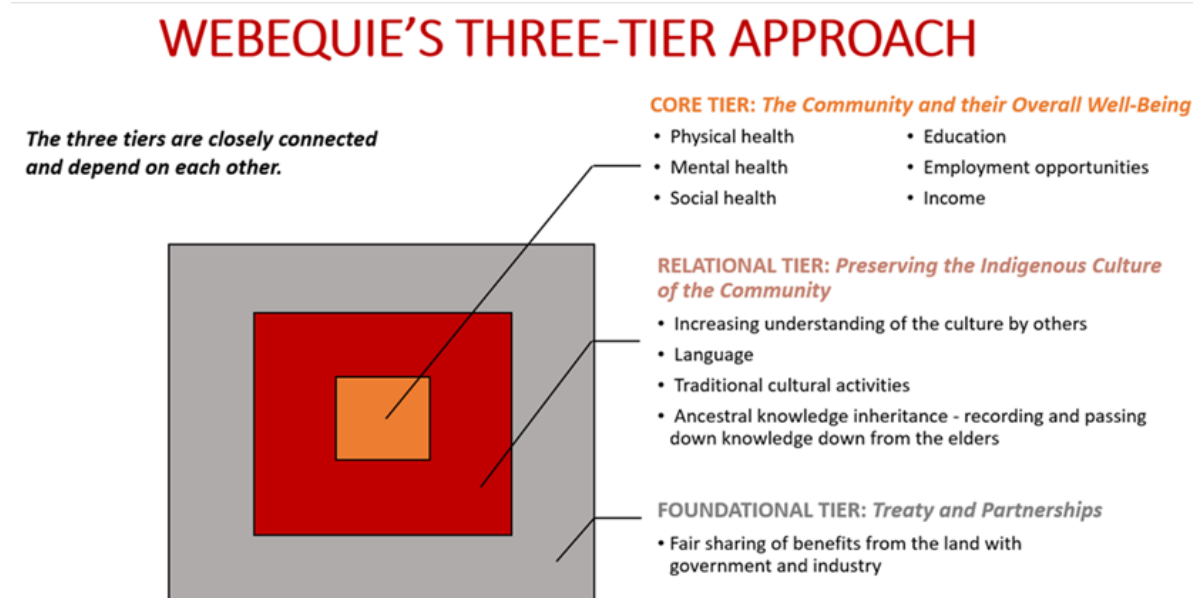 WEBEQUIE'S THREE-TIER APPROACH
The three tiers are closely connected
and depend on each other.
CORE TIER: The Community and their Overall Well-Being
• Physical health
• Mental health
• Social health
• Education
• Employment opportunities
• Income
RELATIONAL TIER: Preserving the Indigenous Culture
of the Community
• Increasing understanding of the culture by others
• Language
• Traditional cultural activities
• Ancestral knowledge inheritance - recording and passing
down knowledge down from the elders
FOUNDATIONAL TIER: Treaty and Partnerships
• Fair sharing of benefits from the land with
government and industry